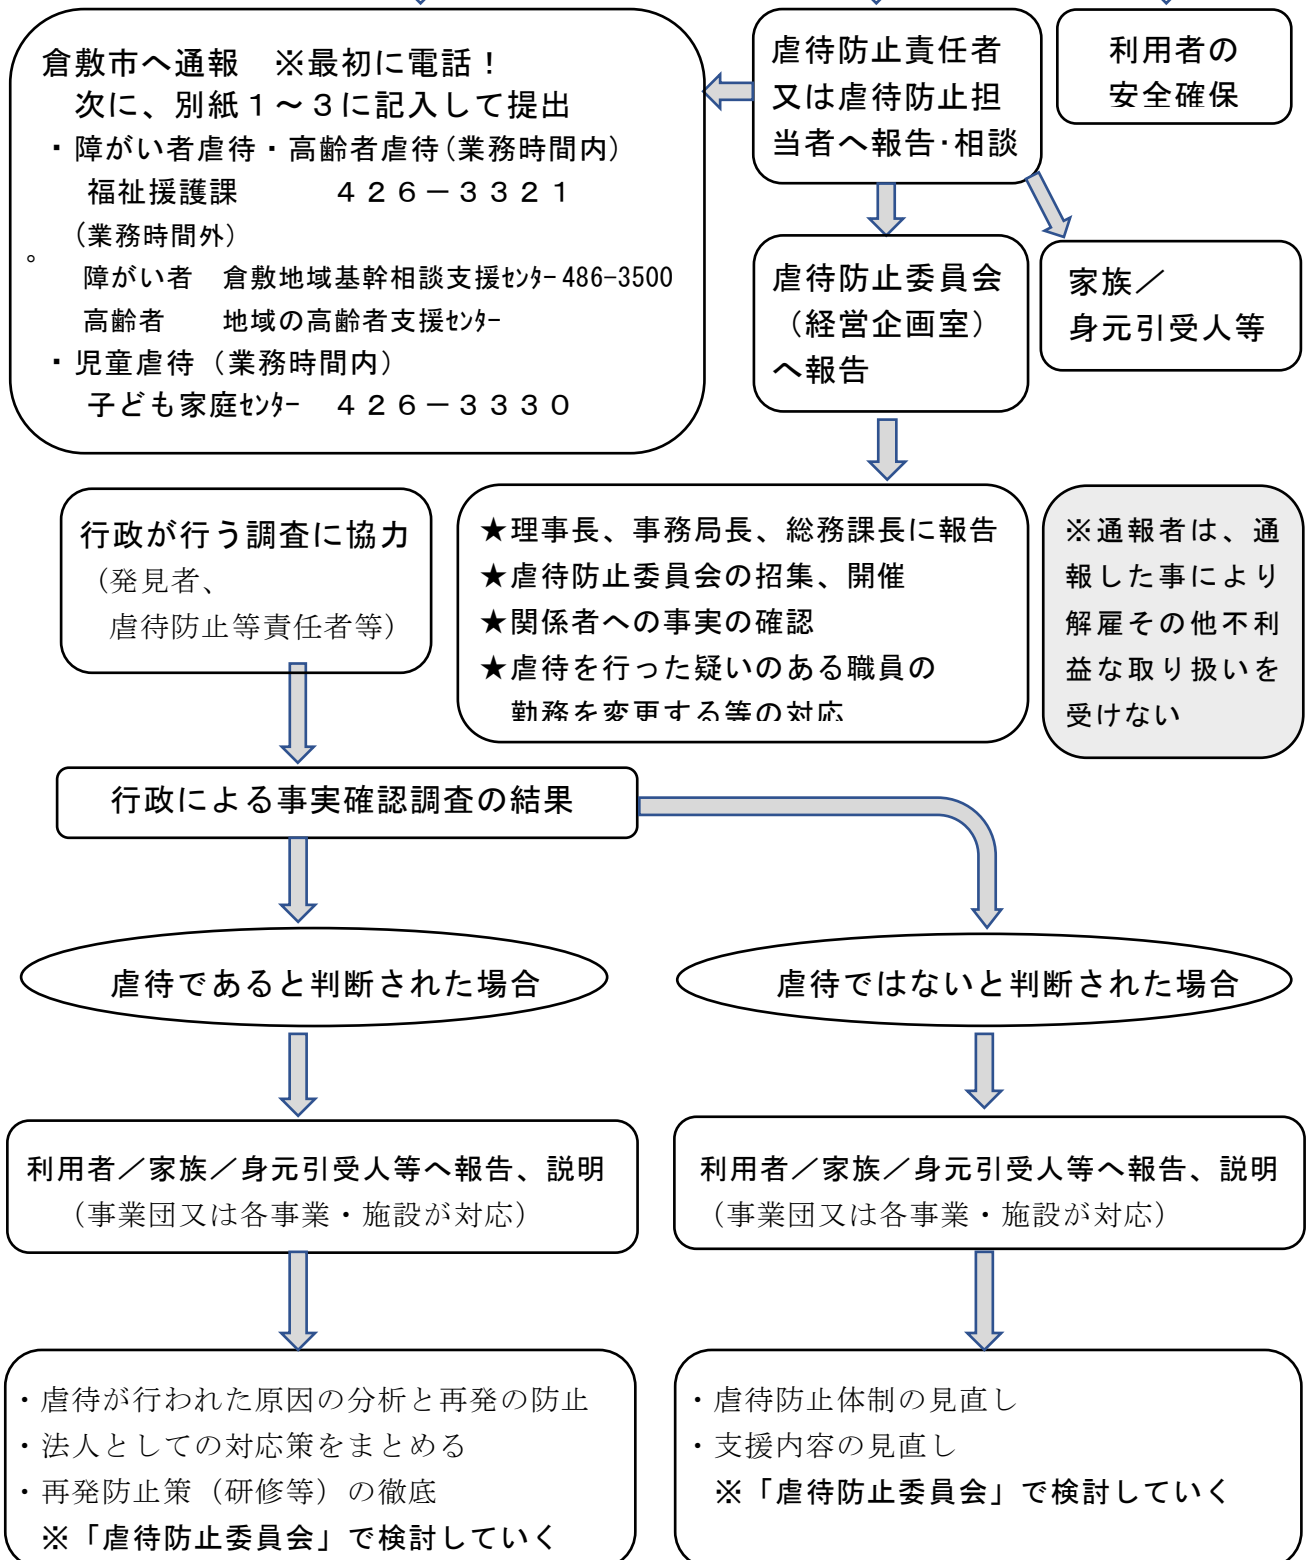 倉敷市へ通報　※最初に電話！
次に、別紙１～３に記入して提出
・障がい者虐待・高齢者虐待(業務時間内)
福祉援護課　４２６－３３２１
(業務時間外)
。
障がい者　倉敷地域基幹相談支援ｾﾝﾀｰ 486-3500
高齢者　地域の高齢者支援ｾﾝﾀｰ
・児童虐待（業務時間内）
子ども家庭ｾﾝﾀｰ　４２６－３３３０
虐待防止責任者
又は虐待防止担
当者へ報告･相談
利用者の
安全確保
虐待防止委員会
（経営企画室）
へ報告
家族／
身元引受人等
行政が行う調査に協力
（発見者、
虐待防止等責任者等）
★理事長、事務局長、総務課長に報告
★虐待防止委員会の招集、開催
★関係者への事実の確認
★虐待を行った疑いのある職員の
勤務を変更する等の対応
※通報者は、通
報した事により
解雇その他不利
益な取り扱いを
受けない
行政による事実確認調査の結果
虐待であると判断された場合
虐待ではないと判断された場合
利用者／家族／身元引受人等へ報告、説明
（事業団又は各事業・施設が対応）
利用者／家族／身元引受人等へ報告、説明
（事業団又は各事業・施設が対応）
・虐待が行われた原因の分析と再発の防止
・法人としての対応策をまとめる
・再発防止策（研修等）の徹底
※「虐待防止委員会」で検討していく
・虐待防止体制の見直し
・支援内容の見直し
※「虐待防止委員会」で検討していく